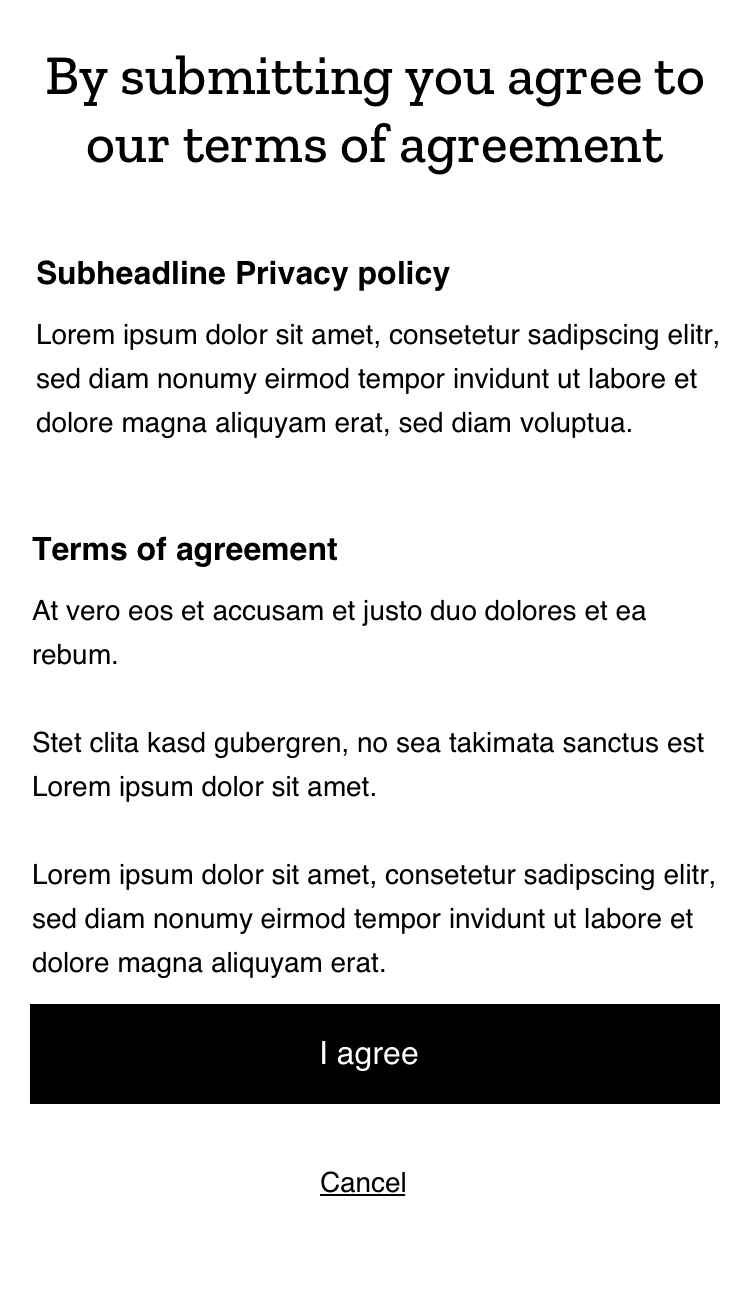 By submitting you agree to
our terms of agreement
Subheadline Privacy policy
Lorem ipsum dolor sit amet, consetetur sadipscing elitr,
sed diam nonumy eirmod tempor invidunt ut labore et
dolore magna aliquyam erat, sed diam voluptua.
Terms of agreement
At vero eos et accusam et justo duo dolores et ea
rebum.
Stet clita kasd gubergren, no sea takimata sanctus est
Lorem ipsum dolor sit amet.
Lorem ipsum dolor sit amet, consetetur sadipscing elitr,
sed diam nonumy eirmod tempor invidunt ut labore et
dolore magna aliquyam erat.
I agree
Cancel